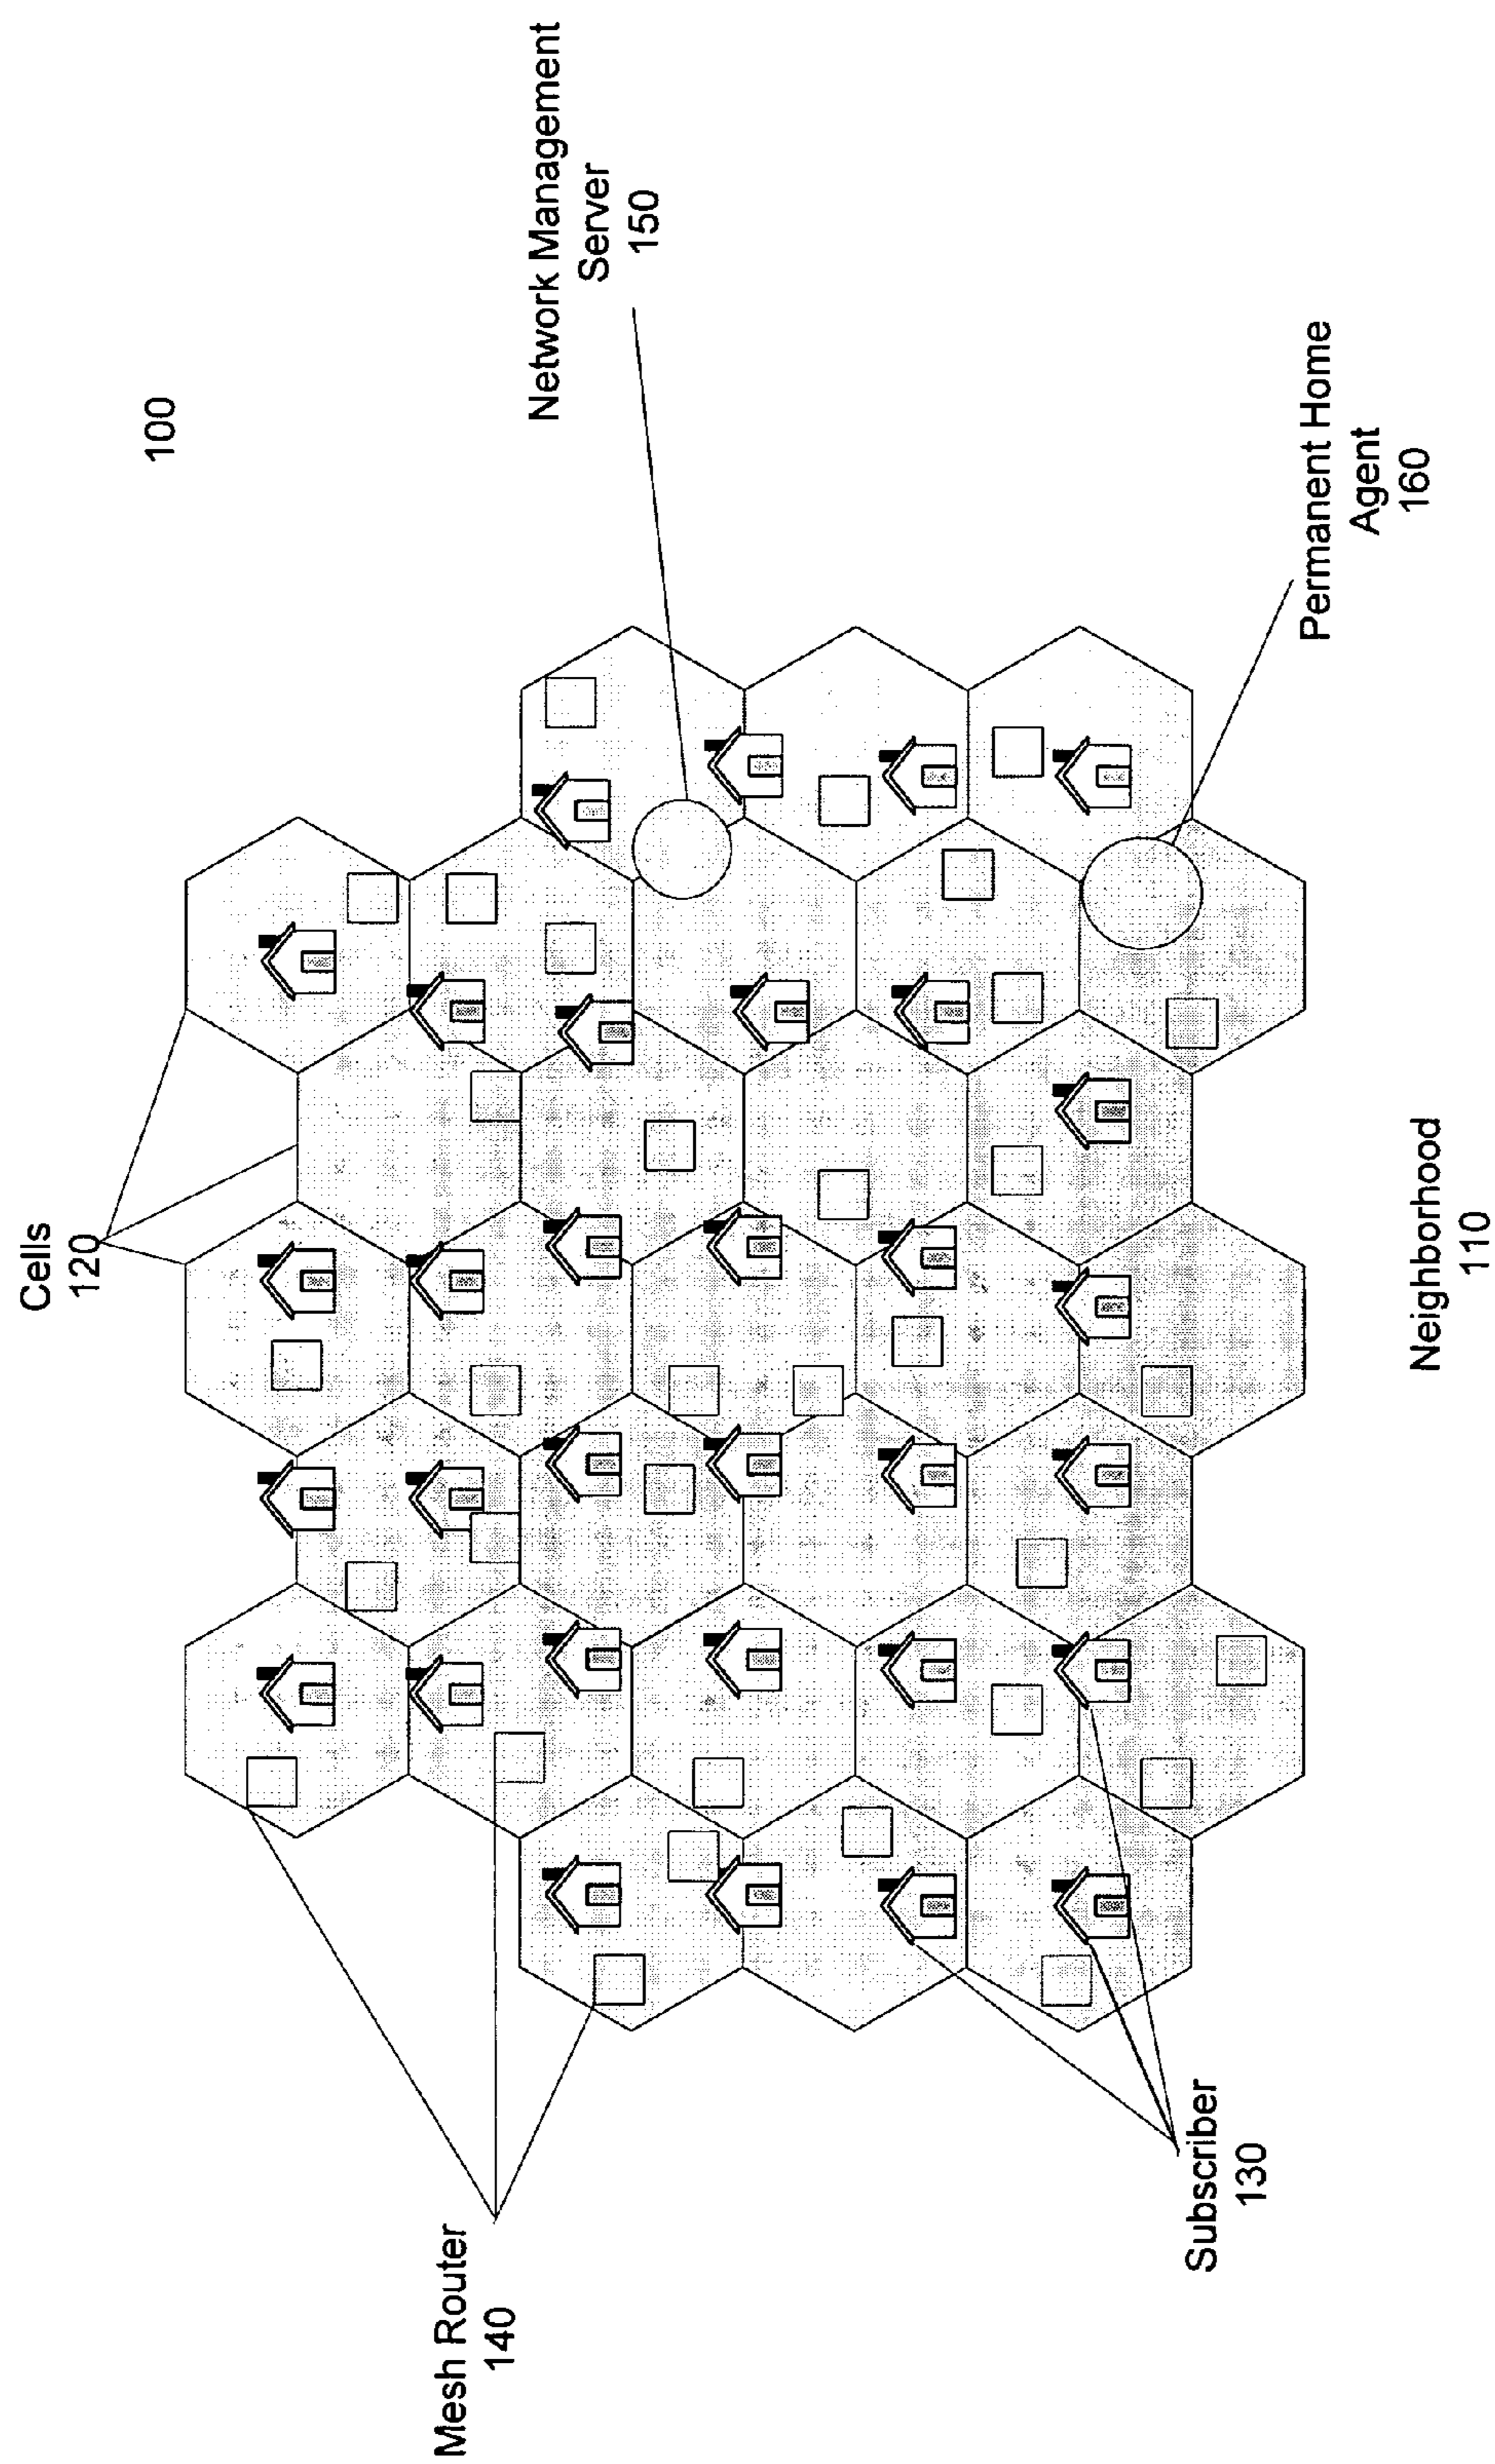 100
Cells
120
Network Management
Server
150
Mesh Router
140
Permanent Home
Agent
160
Subscriber
130
Neighborhood
110